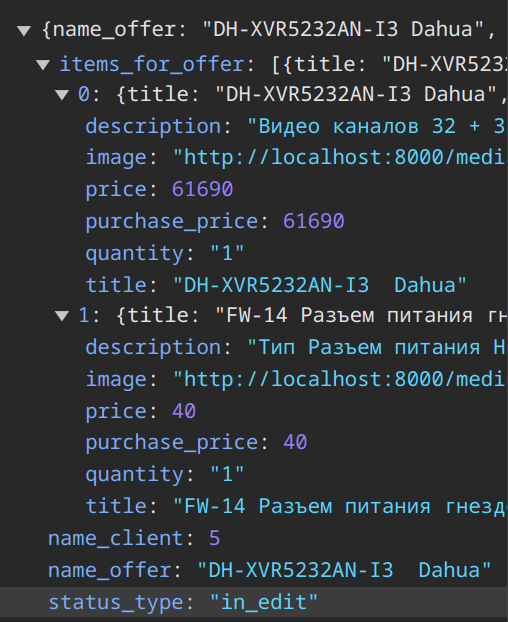 {name_offer: "DH-XVR5232AN-I3 Dahua",
items_for_offer: [{title: "DH-XVR523
0: {title: "DH-XVR5232AN-I3 Dahua",
description: "Видео каналов 32 + 3
image: "http://localhost:8000/medi
price: 61690
purchase_price: 61690
quantity: "1"
title: "DH-XVR5232AN-I3  Dahua"
1: {title: "FW-14 Разъем питания гн
description: "Тип Разъем питания Н
image: "http://localhost:8000/medi
price: 40
purchase_price: 40
quantity: "1"
title: "FW-14 Разъем питания гнезд
name_client: 5
name_offer: "DH-XVR5232AN-I3  Dahua"
status_type: "in_edit"